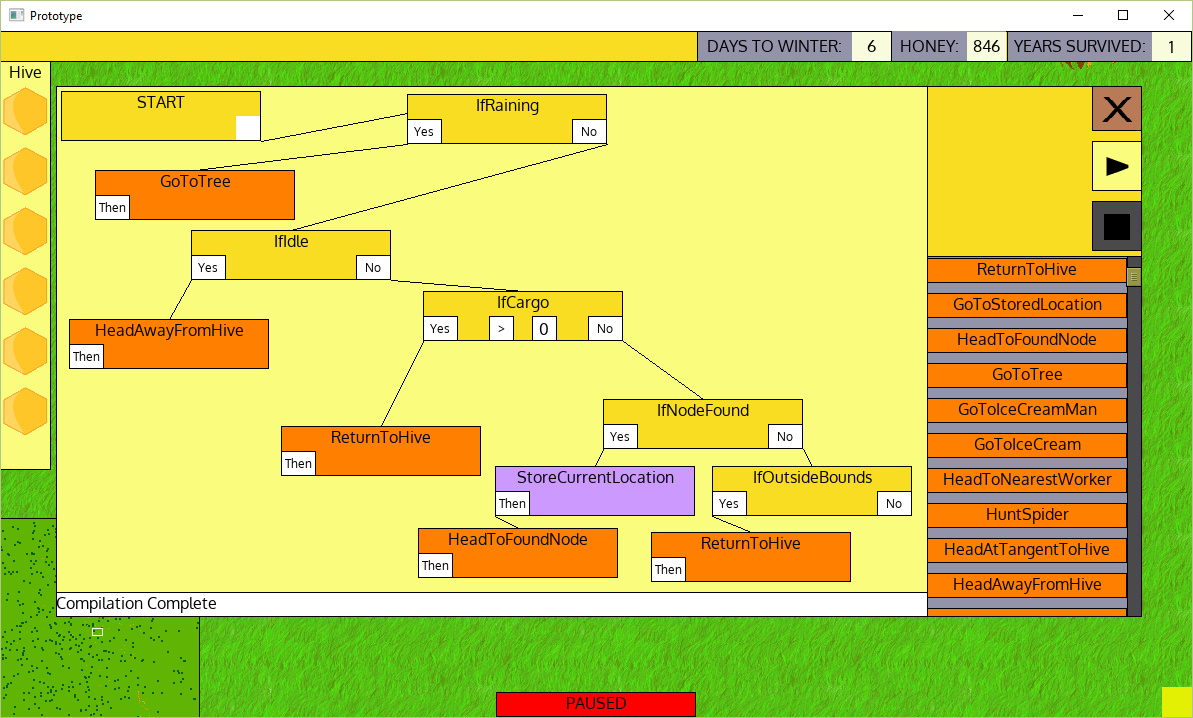 Prototype
DAYS TO WINTER: 6 HONEY: 846 YEARS SURVIVED: 1
Hive
START
IfRaining
Yes No
GoToTree
Then
IfIdle
Yes No
IfCargo
Yes > 0 No
HeadAwayFromHive
Then
IfNodeFound
Yes No
ReturnToHive
Then
StoreCurrentLocation
Then
IfOutsideBounds
Yes No
HeadToFoundNode
Then
ReturnToHive
Then
Compilation Complete
X
ReturnToHive
GoToStoredLocation
HeadToFoundNode
GoToTree
GoToIceCreamMan
GoToIceCream
HeadToNearestWorker
HuntSpider
HeadAtTangentToHive
HeadAwayFromHive
PAUSED